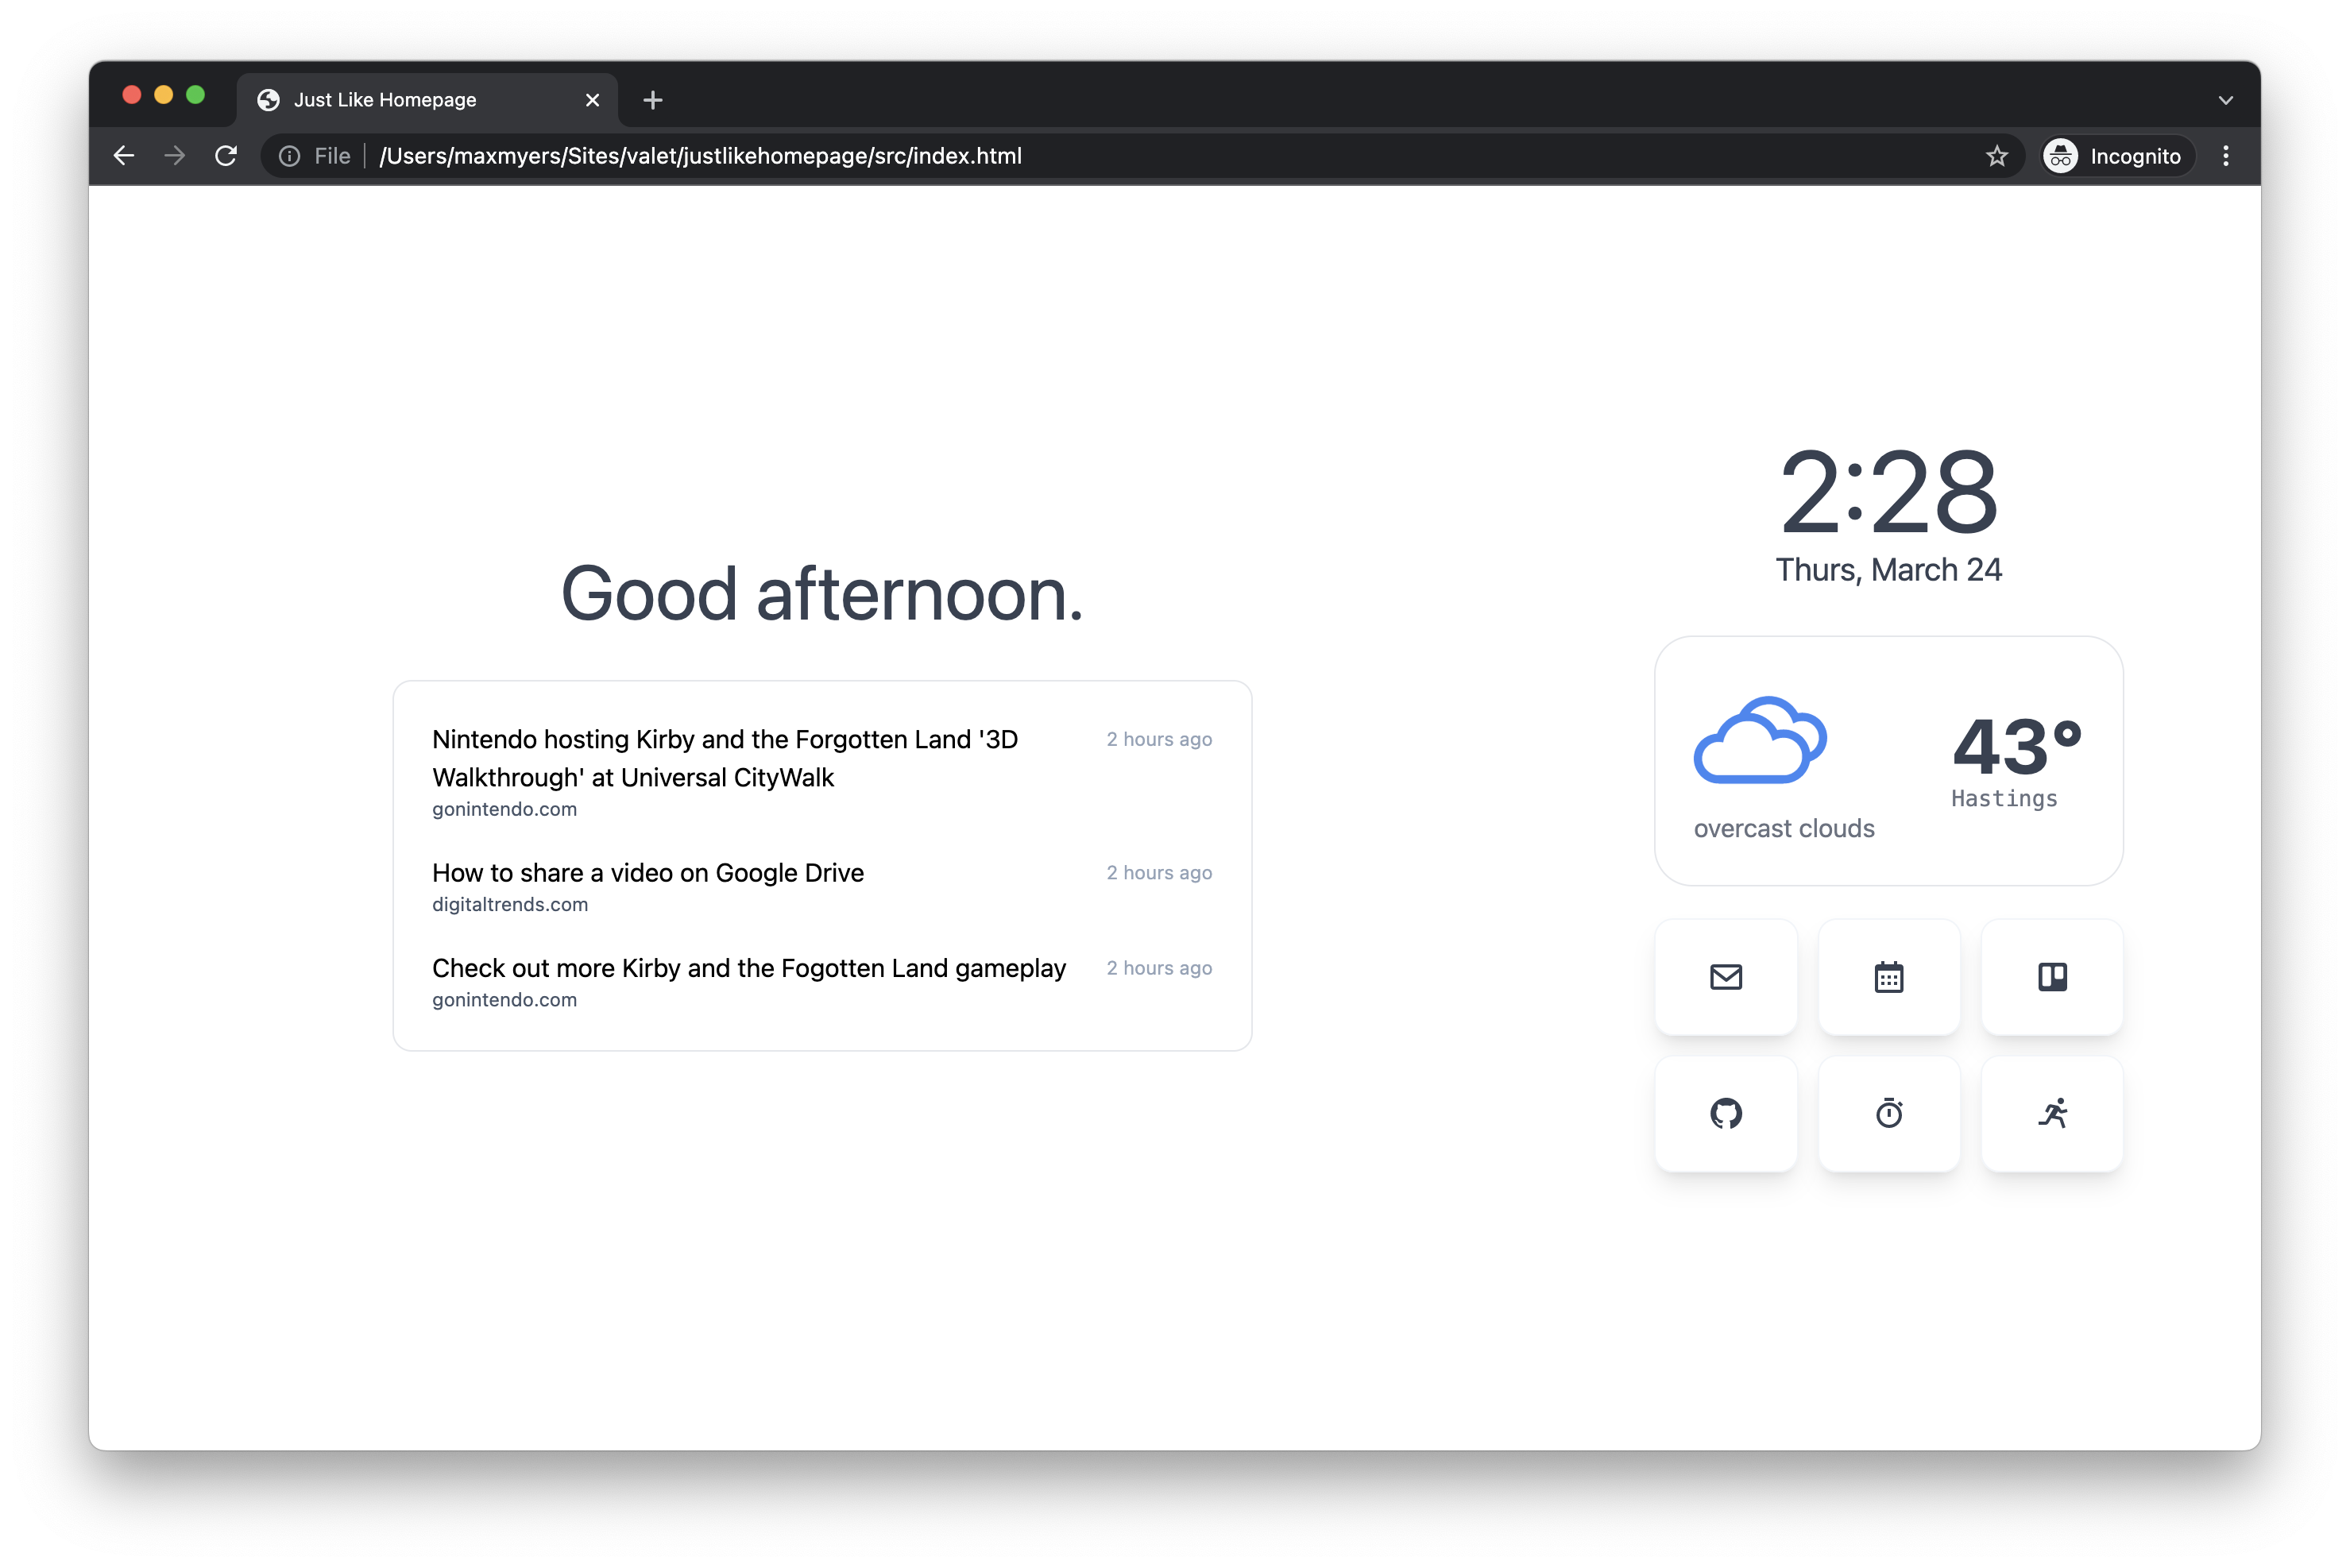 Just Like Homepage
File /Users/maxmyers/Sites/valet/justlikehomepage/src/index.html
Incognito
Good afternoon.
Nintendo hosting Kirby and the Forgotten Land '3D
Walkthrough' at Universal CityWalk
2 hours ago
gonintendo.com
How to share a video on Google Drive
2 hours ago
digitaltrends.com
Check out more Kirby and the Fogotten Land gameplay
2 hours ago
gonintendo.com
2:28
Thurs, March 24
43°
Hastings
overcast clouds